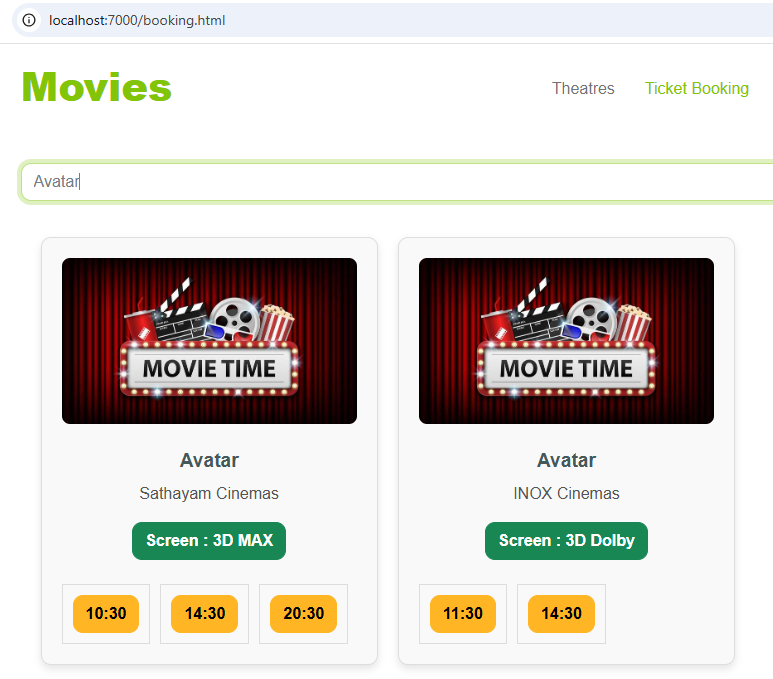 localhost:7000/booking.html
Movies
Theatres Ticket Booking
Avatar
MOVIE TIME
Avatar
Sathayam Cinemas
Screen : 3D MAX
10:30 14:30 20:30
MOVIE TIME
Avatar
INOX Cinemas
Screen : 3D Dolby
11:30 14:30